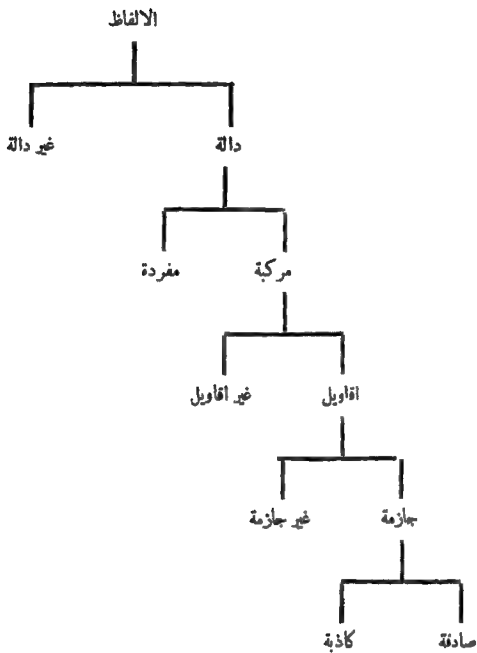 الالفاظ
دالة غير دالة
مركبة مفردة
اقاويل غير اقاويل
جازمة غير جازمة
صادقة كاذبة